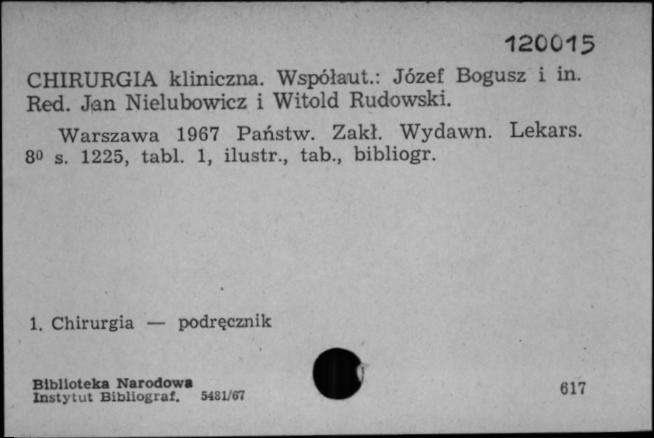 120015
CHIRURGIA kliniczna. Współaut.: Józef Bogusz i in.
Red. Jan Nielubowicz i Witold Rudowski.
Warszawa 1967 Państw. Zakł. Wydawn. Lekars.
8⁰ s. 1225, tabl. 1, ilustr., tab., bibliogr.
1. Chirurgia — podręcznik
Biblioteka Narodowa
Instytut Bibliograf. 5481/67
617